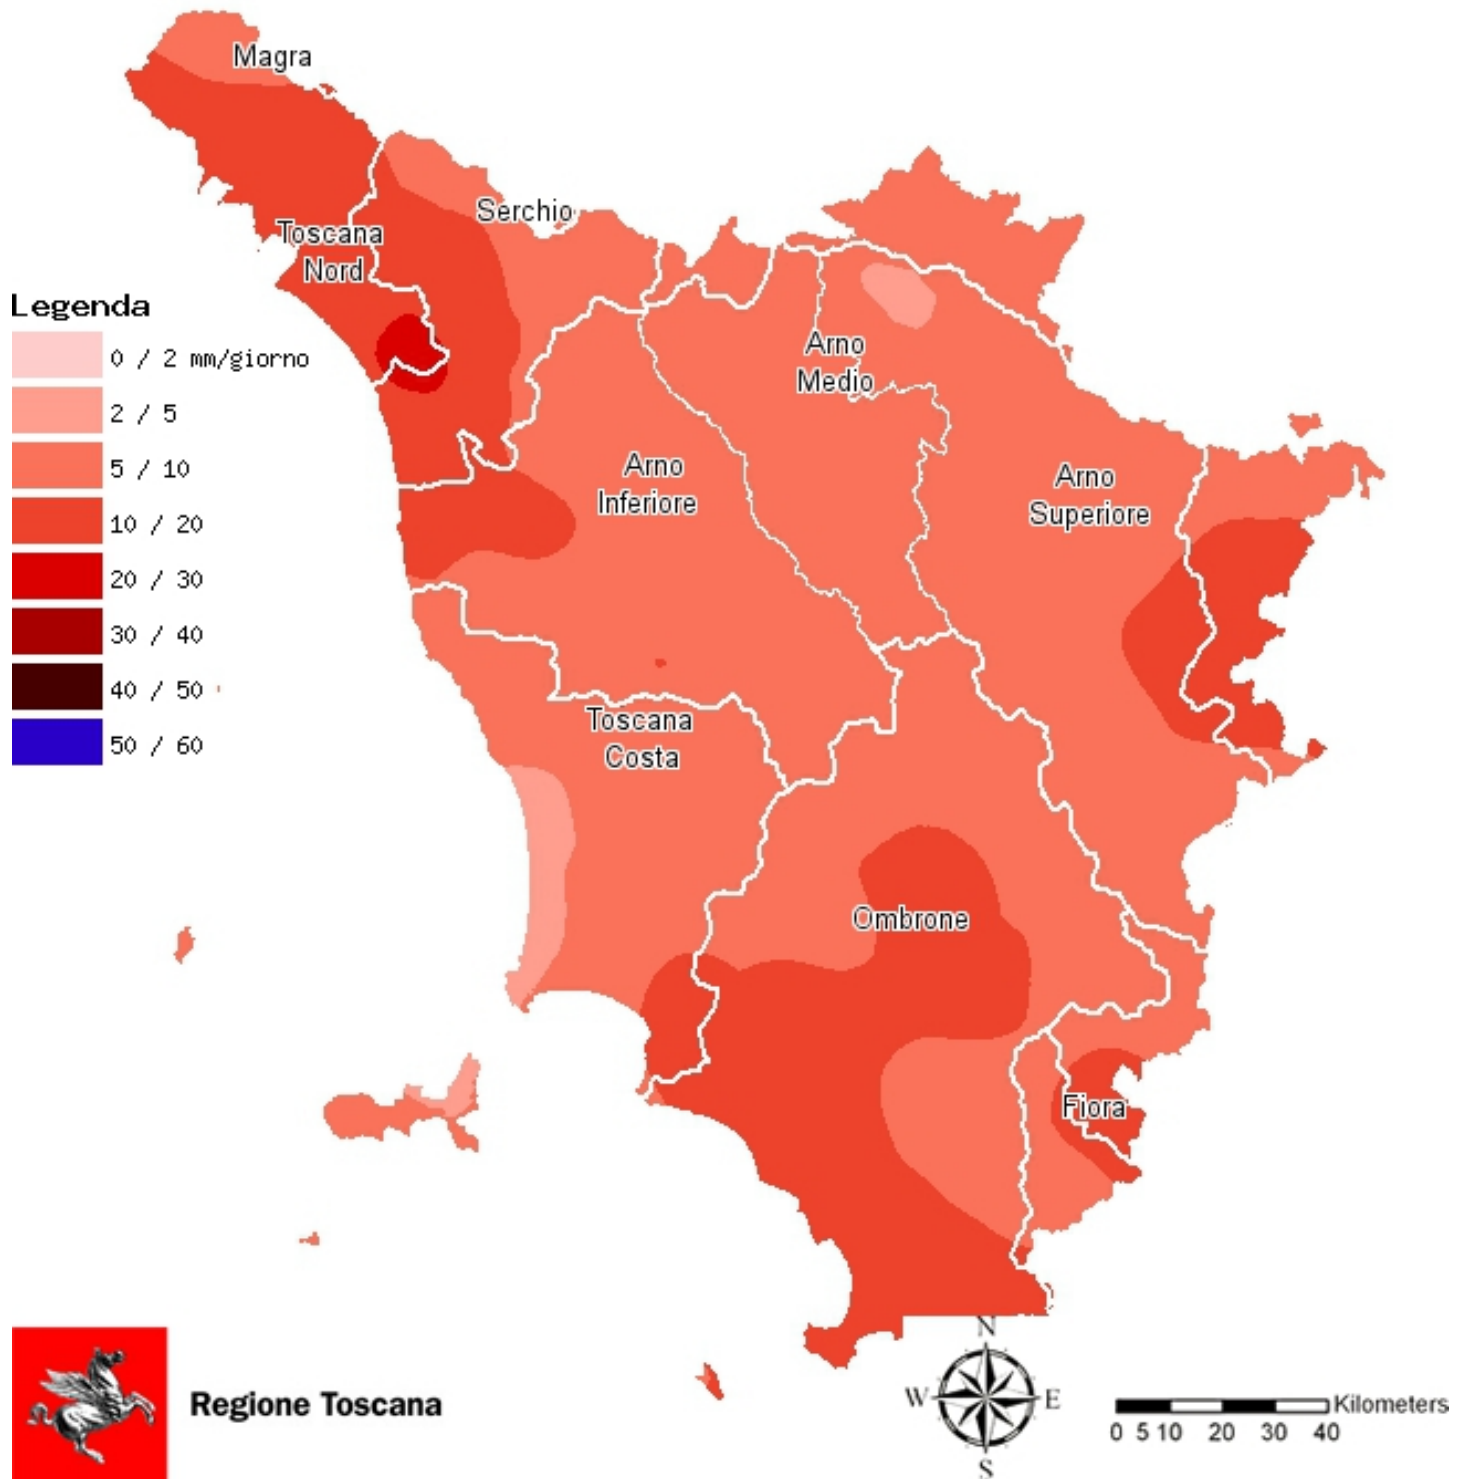 Magra
Serchio
Toscana
Nord
Legenda
0 / 2 mm/giorno
2 / 5
5 / 10
10 / 20
20 / 30
30 / 40
40 / 50
50 / 60
Arno
Medio
Arno
Inferiore
Arno
Superiore
Toscana
Costa
Ombrone
Fiora
Regione Toscana
N
W
E
S
Kilometers
0 5 10 20 30 40